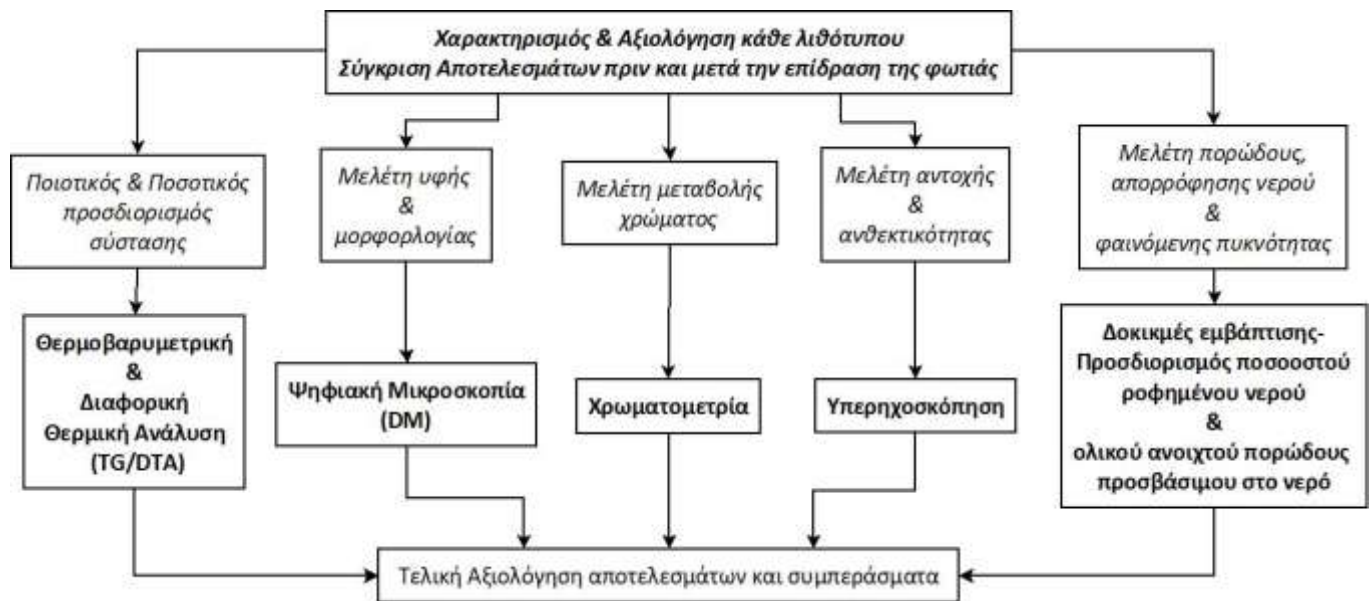 Χαρακτηρισμός & Αξιολόγηση κάθε λιθότυπου
Σύγκριση Αποτελεσμάτων πριν και μετά την επίδραση της φωτιάς
Ποιοτικός & Ποσοτικός
προσδιορισμός
σύστασης
Μελέτη υφής
&
μορφορλογίας
Μελέτη μεταβολής
χρώματος
Μελέτη αντοχής
&
ανθεκτικότητας
Μελέτη πορώδους,
απορρόφησης νερού
&
φαινόμενης πυκνότητας
Θερμοβαρυμετρική
&
Διαφορική
Θερμική Ανάλυση
(TG/DTA)
Ψηφιακή Μικροσκοπία
(DM)
Χρωματομετρία
Υπερηχοσκόπηση
Δοκικμές εμβάπτισης-
Προσδιορισμός ποσοοστού
ροφημένου νερού
&
ολικού ανοιχτού πορώδους
προσβάσιμου στο νερό
Τελική Αξιολόγηση αποτελεσμάτων και συμπεράσματα